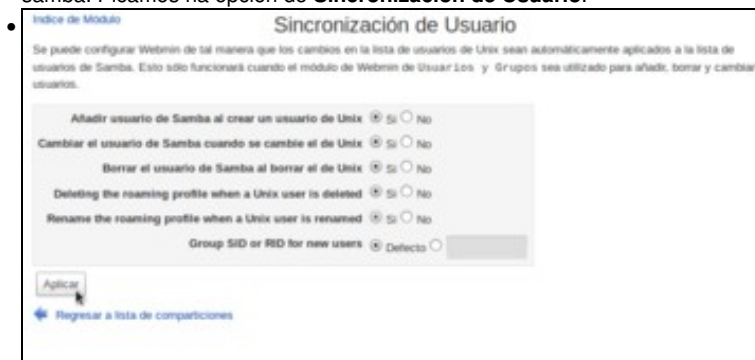 samba. Picamos na opción de Sincronización de Usuario.
Indice de Módulo
Sincronización de Usuario
Se puede configurar Webmin de tal manera que los cambios en la lista de usuarios de Unix sean automáticamente aplicados a la lista de
usuarios de Samba. Esto sólo funcionará cuando el módulo de Webmin de Usuarios y Grupos sea utilizado para añadir, borrar y cambiar
usuarios.
Añadir usuario de Samba al crear un usuario de Unix Si No
Cambiar el usuario de Samba cuando se cambie el de Unix Si No
Borrar el usuario de Samba al borrar el de Unix Si No
Deleting the roaming profile when a Unix user is deleted Si No
Rename the roaming profile when a Unix user is renamed Si No
Group SID or RID for new users Defecto
Aplicar
Regresar a lista de comparticiones